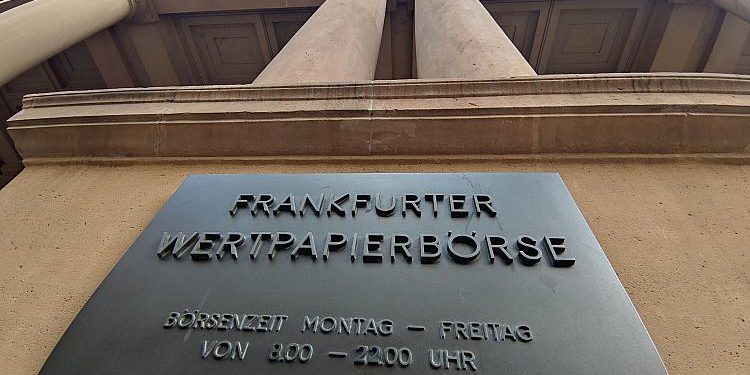 FRANKFURTER
WERTPAPIERBÖRSE
BÖRSENZEIT MONTAG – FREITAG
VON 8.00 – 22.00 UHR